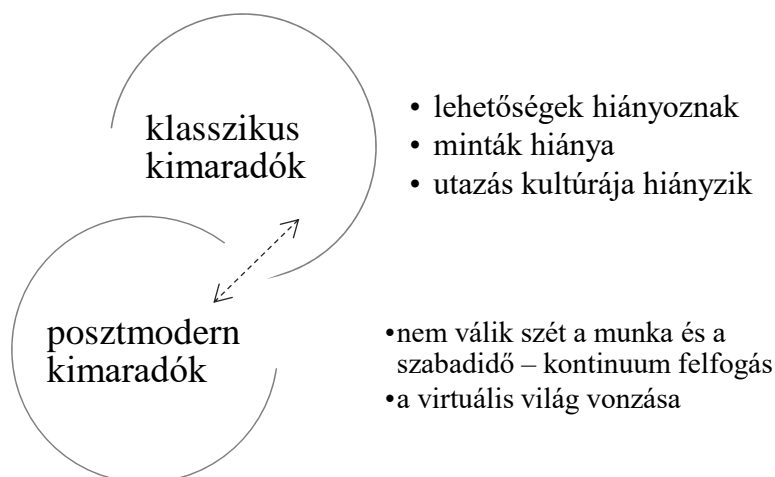 klasszikus
kimaradók
• lehetőségek hiányoznak
• minták hiánya
• utazás kultúrája hiányzik
posztmodern
kimaradók
•nem válik szét a munka és a
szabadidő – kontinuum felfogás
•a virtuális világ vonzása